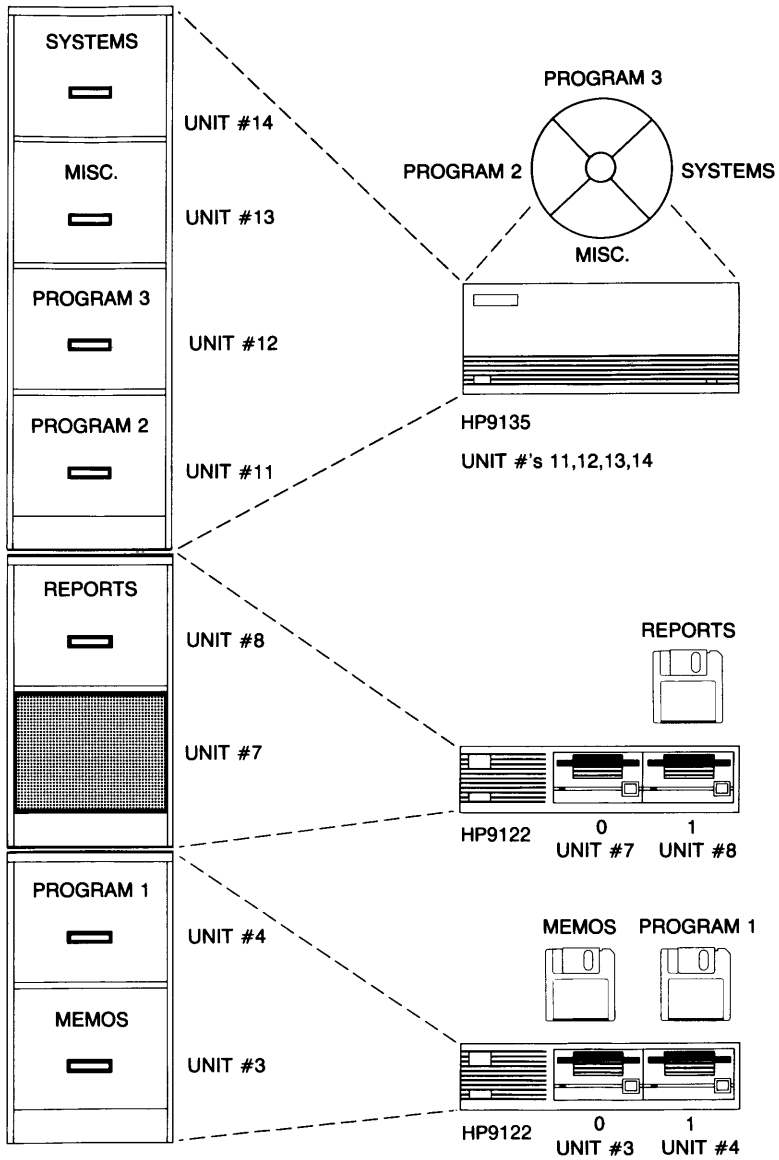 SYSTEMS
UNIT #14
MISC.
UNIT #13
PROGRAM 3
UNIT #12
PROGRAM 2
UNIT #11
PROGRAM 3
PROGRAM 2
SYSTEMS
MISC.
HP9135
UNIT #'s 11,12,13,14
REPORTS
UNIT #8
UNIT #7
REPORTS
HP9122
0 1
UNIT #7 UNIT #8
PROGRAM 1
UNIT #4
MEMOS
UNIT #3
MEMOS PROGRAM 1
HP9122
0 1
UNIT #3 UNIT #4